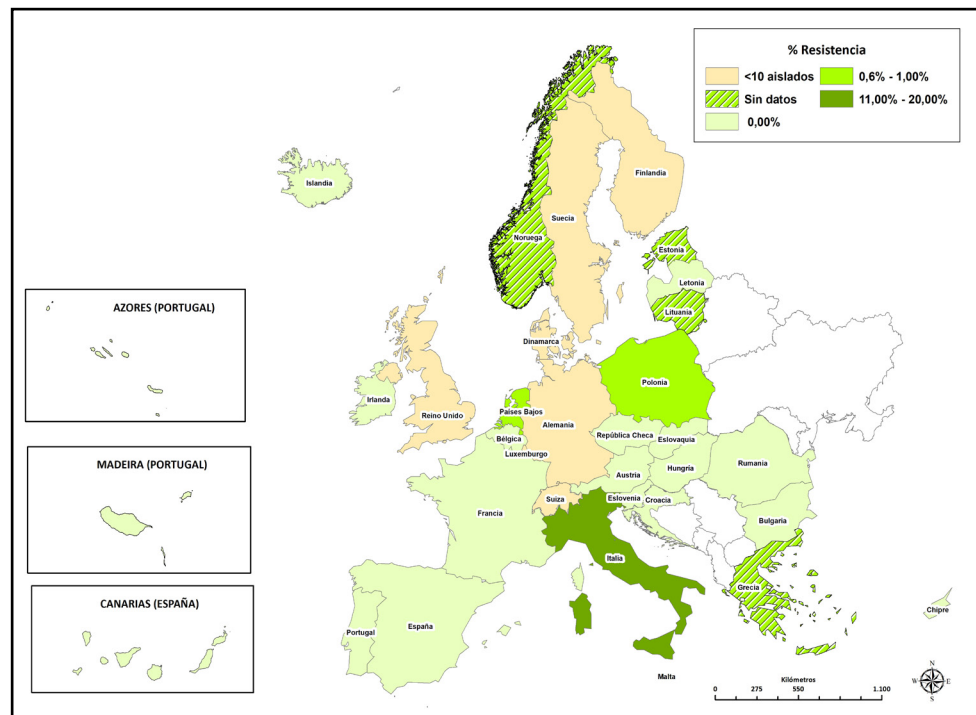 % Resistencia
<10 aislados
0,6% - 1,00%
Sin datos
11,00% - 20,00%
0,00%
Islandia
Finlandia
Suecia
Noruega
Estonia
Letonia
Lituania
AZORES (PORTUGAL)
Dinamarca
Irlanda
Reino Unido
Países Bajos
Polonia
Alemania
Bélgica
República Checa
Eslovaquia
Luxemburgo
MADEIRA (PORTUGAL)
Austria
Hungría
Rumania
Suiza
Eslovenia
Croacia
Francia
Bulgaria
Italia
Grecia
CANARIAS (ESPAÑA)
Chipre
Portugal
España
Malta
Kilómetros
0 275 550 1.100
N
W E
S